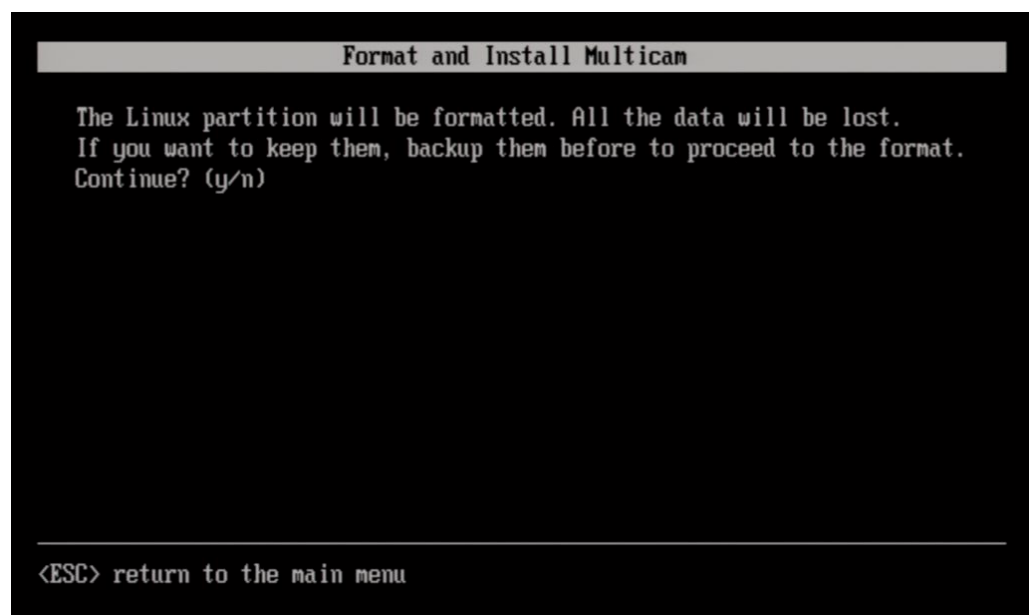 Format and Install Multicam
The Linux partition will be formatted. All the data will be lost.
If you want to keep them, backup them before to proceed to the format.
Continue? (y/n)
<ESC> return to the main menu